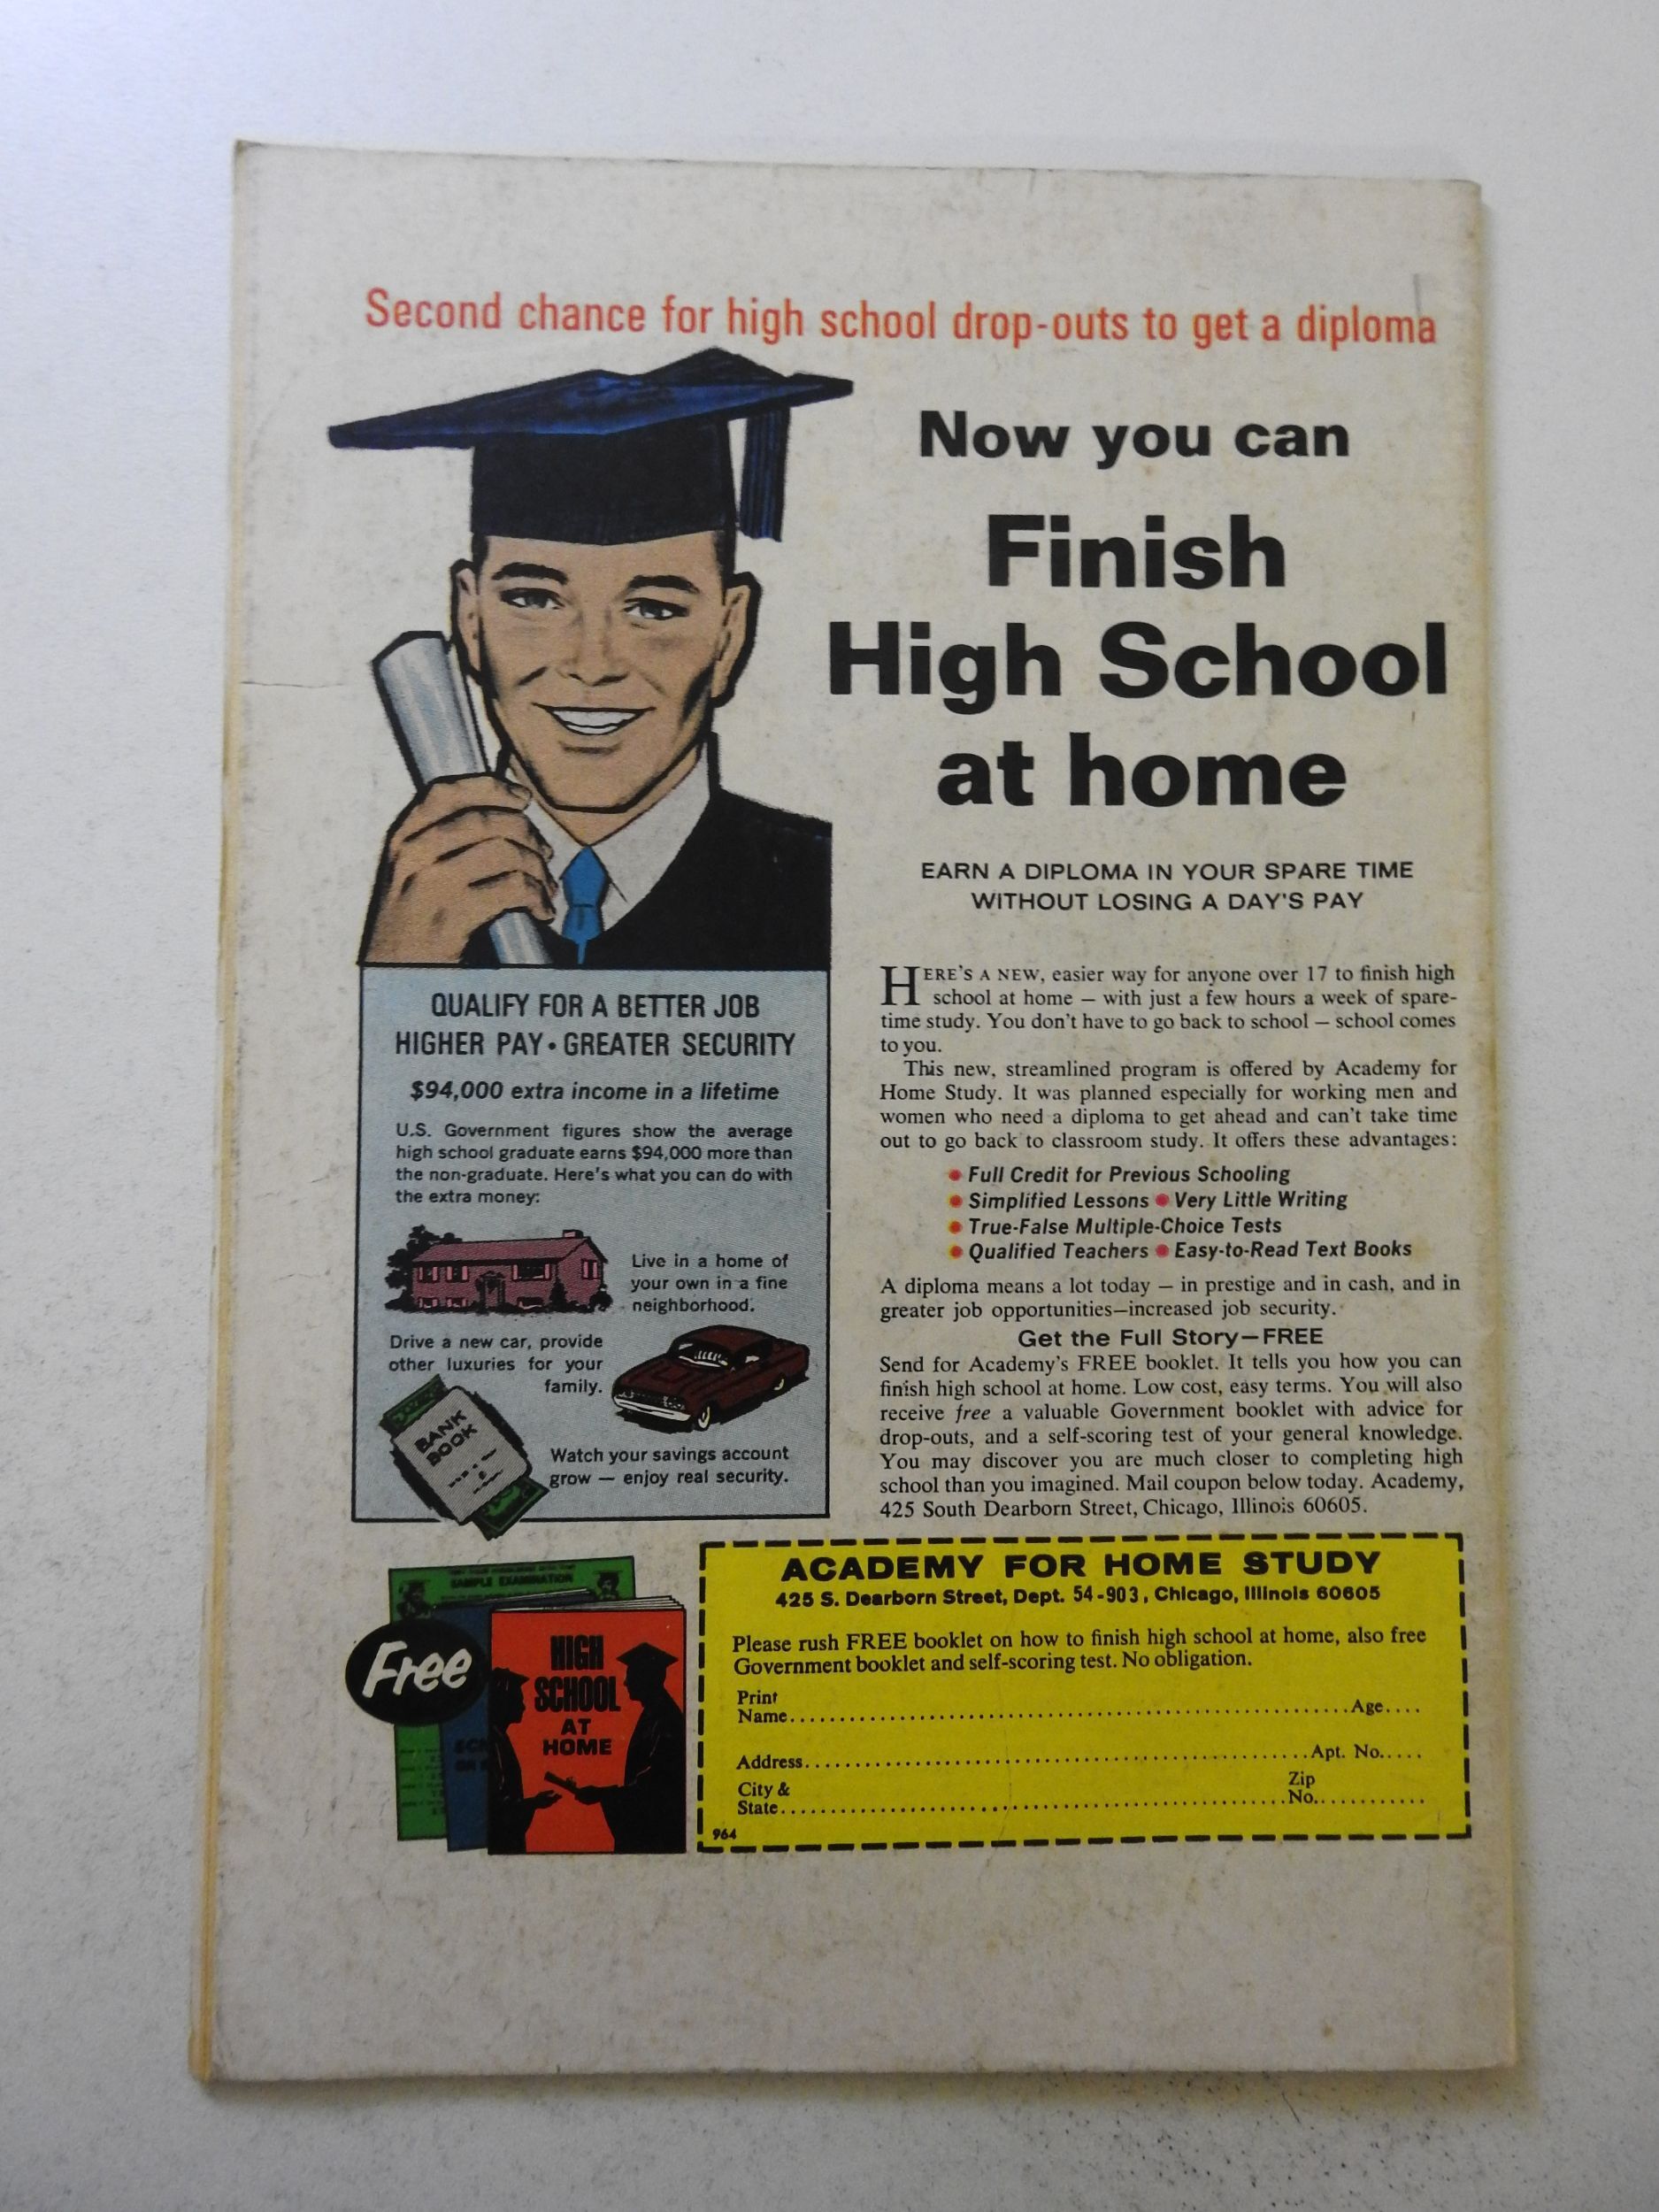 Second chance for high school drop-outs to get a diploma
Now you can
Finish
High School
at home
EARN A DIPLOMA IN YOUR SPARE TIME
WITHOUT LOSING A DAY'S PAY
QUALIFY FOR A BETTER JOB
HIGHER PAY • GREATER SECURITY
$94,000 extra income in a lifetime
U.S. Government figures show the average
high school graduate earns $94,000 more than
the non-graduate. Here's what you can do with
the extra money:
Live in a home of
your own in a fine
neighborhood.
Drive a new car, provide
other luxuries for your
family.
BANK
BOOK
Watch your savings account
grow — enjoy real security.
HERE'S A NEW, easier way for anyone over 17 to finish high
school at home — with just a few hours a week of spare-
time study. You don't have to go back to school — school comes
to you.
This new, streamlined program is offered by Academy for
Home Study. It was planned especially for working men and
women who need a diploma to get ahead and can't take time
out to go back to classroom study. It offers these advantages:
• Full Credit for Previous Schooling
• Simplified Lessons • Very Little Writing
• True-False Multiple-Choice Tests
• Qualified Teachers • Easy-to-Read Text Books
A diploma means a lot today — in prestige and in cash, and in
greater job opportunities—increased job security.
Get the Full Story—FREE
Send for Academy's FREE booklet. It tells you how you can
finish high school at home. Low cost, easy terms. You will also
receive free a valuable Government booklet with advice for
drop-outs, and a self-scoring test of your general knowledge.
You may discover you are much closer to completing high
school than you imagined. Mail coupon below today. Academy,
425 South Dearborn Street, Chicago, Illinois 60605.
SAMPLE EXAMINATION
Free
HIGH
SCHOOL
AT
HOME
ACADEMY FOR HOME STUDY
425 S. Dearborn Street, Dept. 54-903, Chicago, Illinois 60605
Please rush FREE booklet on how to finish high school at home, also free
Government booklet and self-scoring test. No obligation.
Print
Name.......................................................Age....
Address..................................................Apt. No.....
City & Zip
State..................................................No............
964